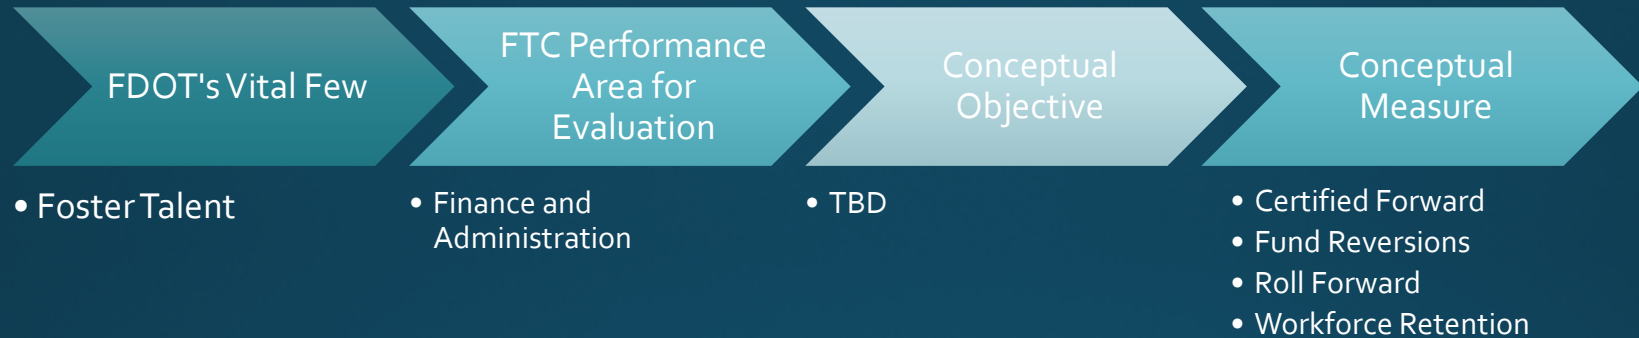 FDOT's Vital Few
FTC Performance
Area for
Evaluation
Conceptual
Objective
Conceptual
Measure
• Foster Talent
• Finance and
Administration
• TBD
• Certified Forward
• Fund Reversions
• Roll Forward
• Workforce Retention